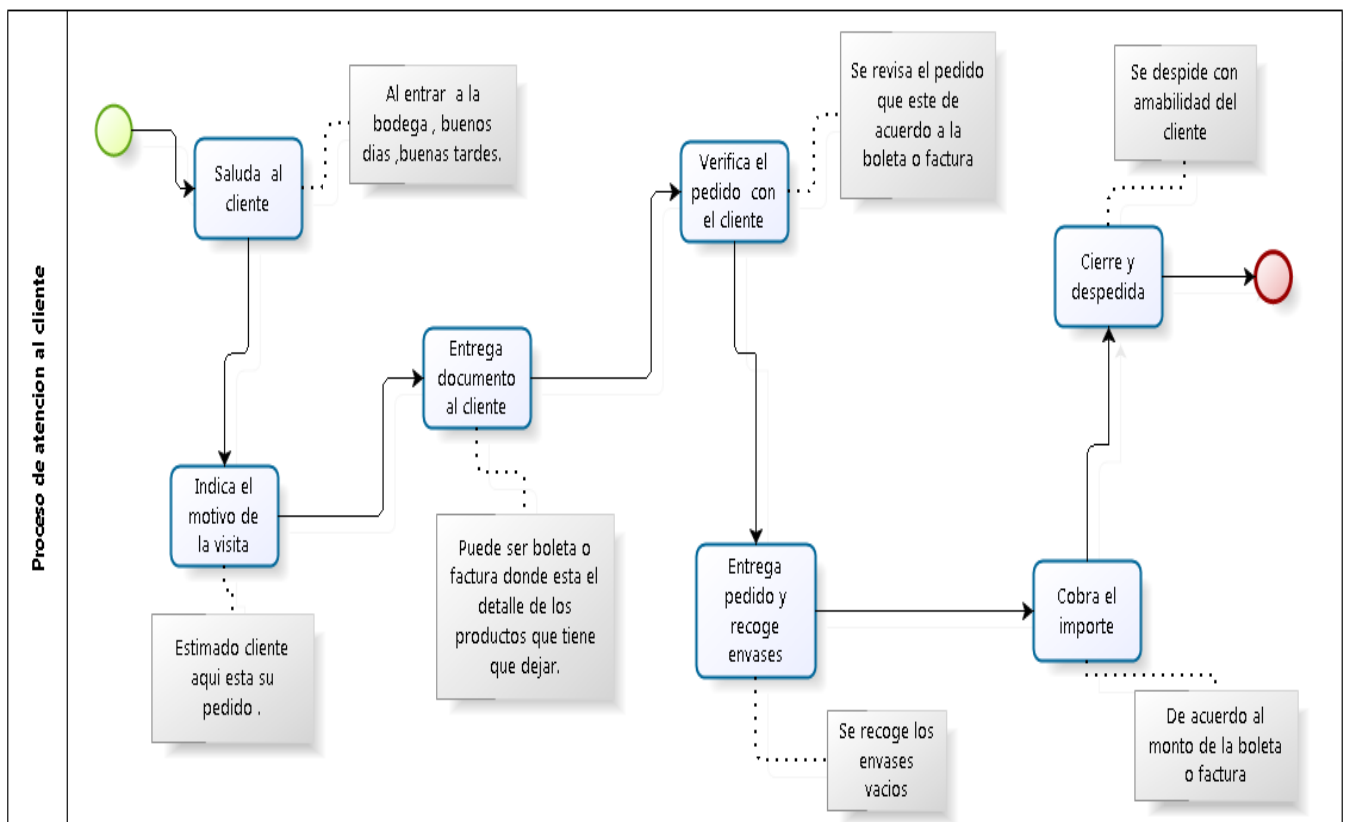 Proceso de atencion al cliente
Saluda al
cliente
Al entrar a la
bodega , buenos
dias ,buenas tardes.
Indica el
motivo de
la visita
Estimado cliente
aqui esta su
pedido .
Entrega
documento
al cliente
Puede ser boleta o
factura donde esta el
detalle de los
productos que tiene
que dejar.
Verifica el
pedido con
el cliente
Se revisa el pedido
que este de
acuerdo a la
boleta o factura
Entrega
pedido y
recoge
envases
Se recoge los
envases
vacios
Cobra el
importe
De acuerdo al
monto de la boleta
o factura
Cierre y
despedida
Se despide con
amabilidad del
cliente